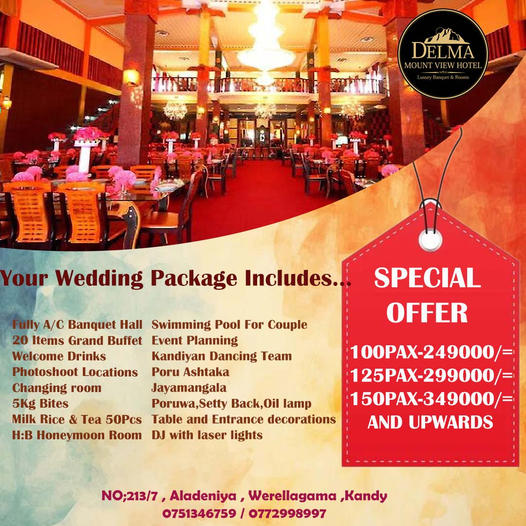 DELMA
MOUNT VIEW HOTEL
Luxury Banquet & Rooms
Your Wedding Package Includes...
Fully A/C Banquet Hall
20 Items Grand Buffet
Welcome Drinks
Photoshoot Locations
Changing room
5Kg Bites
Milk Rice & Tea 50Pcs
H:B Honeymoon Room
Swimming Pool For Couple
Event Planning
Kandiyan Dancing Team
Poru Ashtaka
Jayamangala
Poruwa,Setty Back,Oil lamp
Table and Entrance decorations
DJ with laser lights
SPECIAL
OFFER
100PAX-249000/=
125PAX-299000/=
150PAX-349000/=
AND UPWARDS
NO;213/7 , Aladeniya , Werellagama ,Kandy
0751346759 / 0772998997